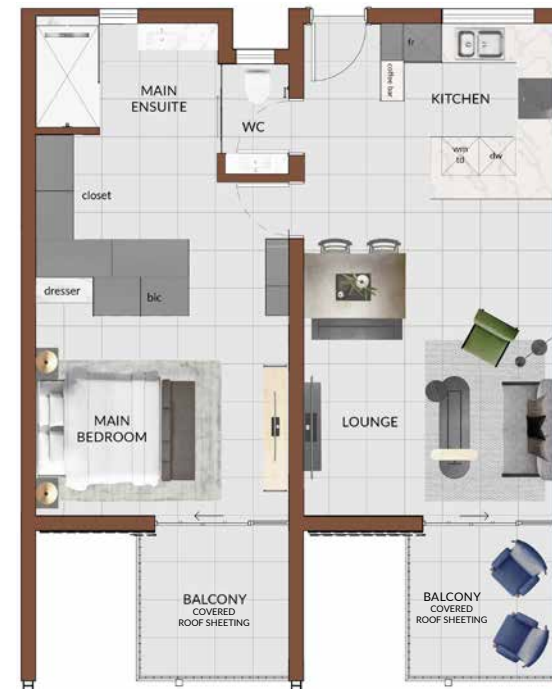 MAIN
ENSUITE
WC
fr
coffee bar
KITCHEN
wm
td
dw
closet
dresser
bic
MAIN
BEDROOM
LOUNGE
BALCONY
COVERED
ROOF SHEETING
BALCONY
COVERED
ROOF SHEETING